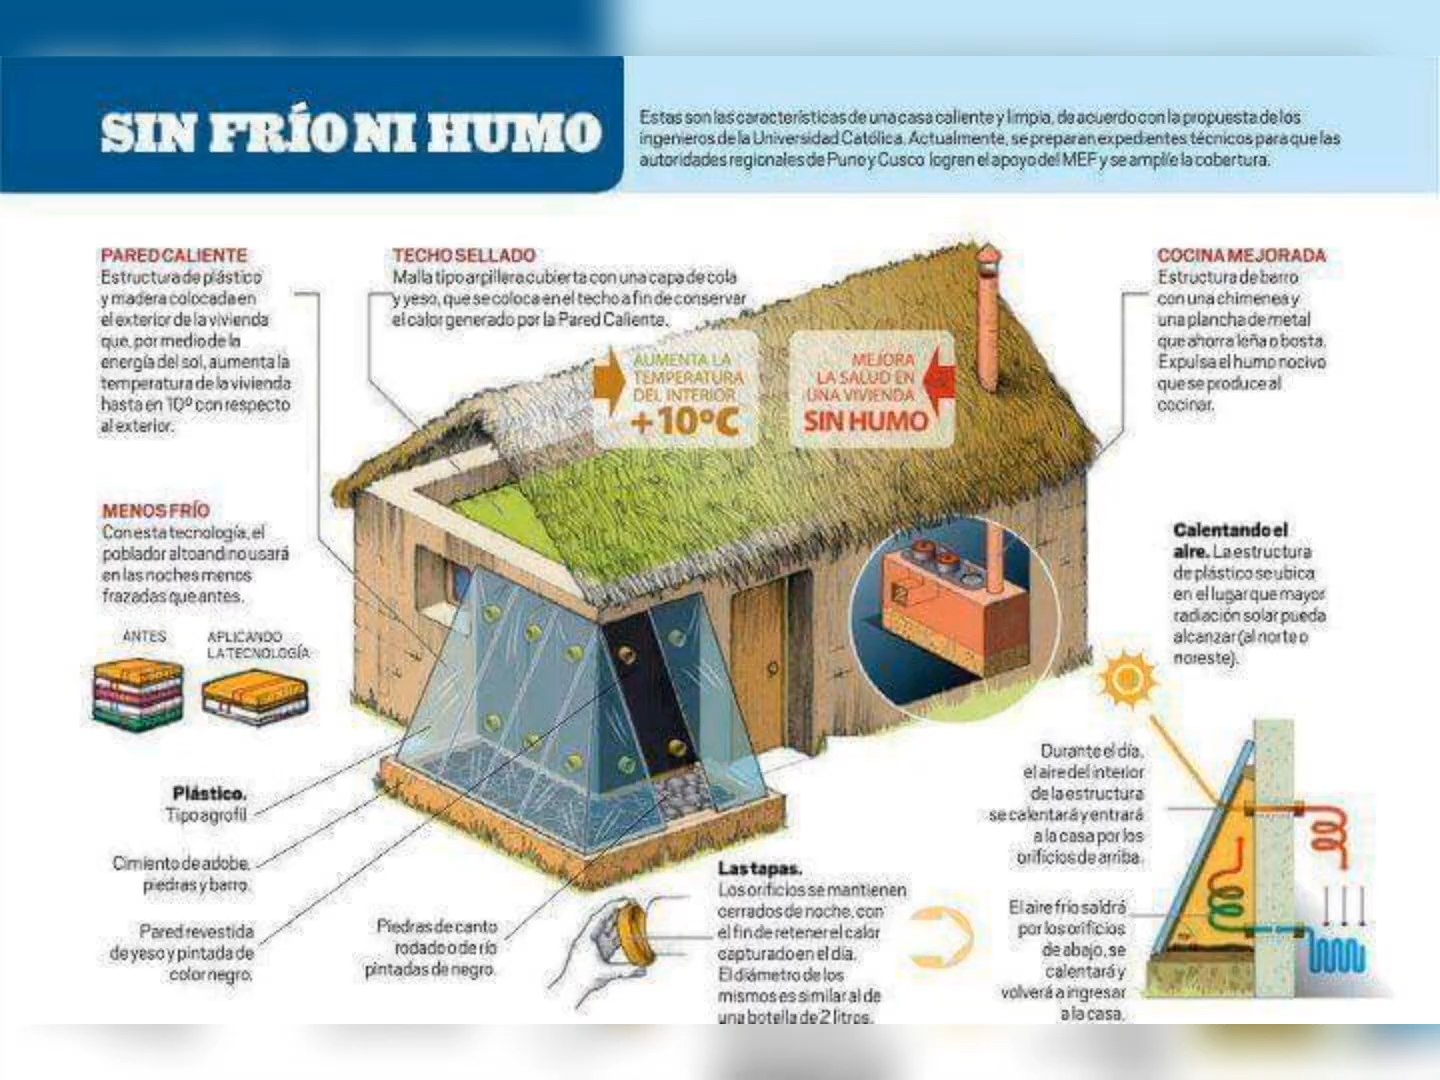 SIN FRÍO NI HUMO
Estas son las características de una casa caliente y limpia, de acuerdo con la propuesta de los
ingenieros de la Universidad Católica. Actualmente, se preparan expedientes técnicos para que las
autoridades regionales de Puno y Cusco logren el apoyo del MEF y se amplíe la cobertura.
PARED CALIENTE
Estructura de plástico
y madera colocada en
el exterior de la vivienda
que, por medio de la
energía del sol, aumenta la
temperatura de la vivienda
hasta en 10º con respecto
al exterior.
TECHO SELLADO
Malla tipo arpillera cubierta con una capa de cola
y yeso, que se coloca en el techo a fin de conservar
el calor generado por la Pared Caliente.
AUMENTA LA
TEMPERATURA
DEL INTERIOR
+10ºC
MEJORA
LA SALUD EN
UNA VIVIENDA
SIN HUMO
COCINA MEJORADA
Estructura de barro
con una chimenea y
una plancha de metal
que ahorra leña o bosta.
Expulsa el humo nocivo
que se produce al
cocinar.
MENOS FRÍO
Con esta tecnología, el
poblador altoandino usará
en las noches menos
frazadas que antes.
ANTES
APLICANDO
LA TECNOLOGÍA
Plástico.
Tipo agrofil
Cimiento de adobe,
piedras y barro.
Pared revestida
de yeso y pintada de
color negro.
Piedras de canto
rodado o de río
pintadas de negro.
Las tapas.
Los orificios se mantienen
cerrados de noche, con
el fin de retener el calor
capturado en el día.
El diámetro de los
mismos es similar al de
una botella de 2 litros.
Calentando el
aire. La estructura
de plástico se ubica
en el lugar que mayor
radiación solar pueda
alcanzar (al norte o
noreste).
Durante el día,
el aire del interior
de la estructura
se calentará y entrará
a la casa por los
orificios de arriba.
El aire frío saldrá
por los orificios
de abajo, se
calentará y
volverá a ingresar
a la casa.